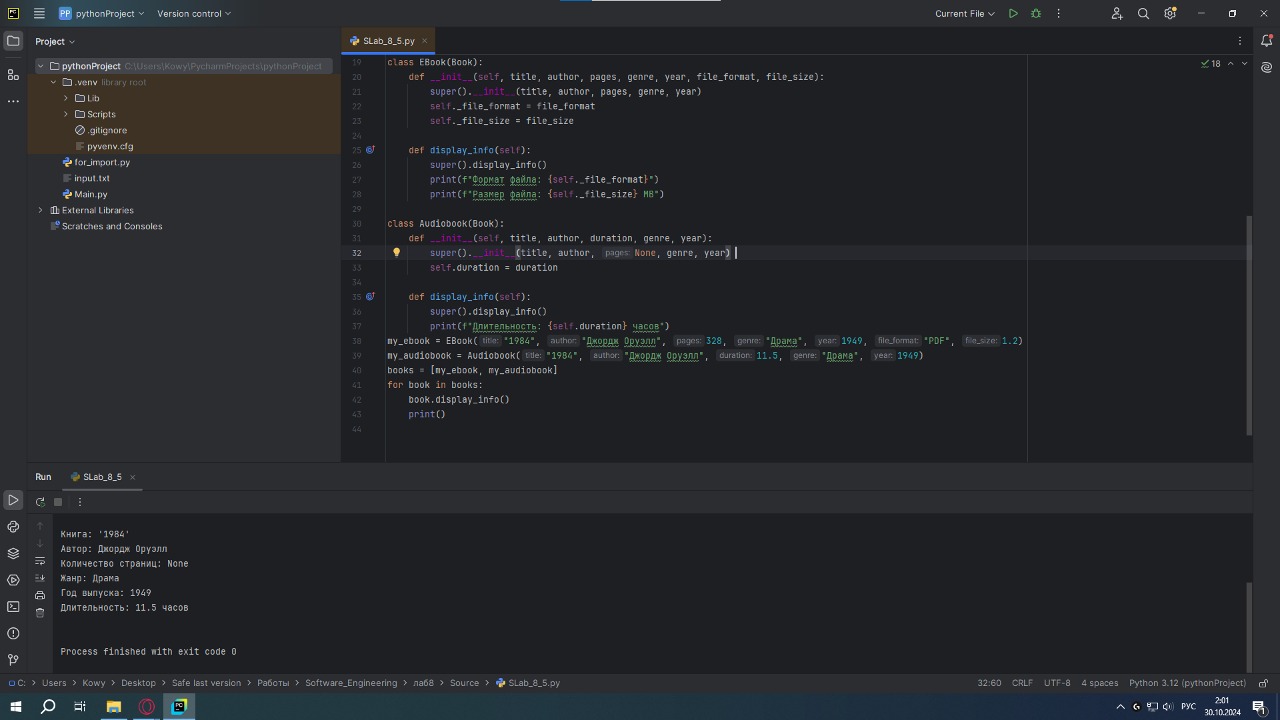 PP pythonProject Version control Current File
Project
SLab_8_5.py
pythonProject C:\Users\Kowy\PycharmProjects\pythonProject
.venv library root
Lib
Scripts
.gitignore
pyvenv.cfg
for_import.py
input.txt
Main.py
External Libraries
Scratches and Consoles
18
19 class EBook(Book):
20 def __init__(self, title, author, pages, genre, year, file_format, file_size):
21 super().__init__(title, author, pages, genre, year)
22 self._file_format = file_format
23 self._file_size = file_size
24
25 def display_info(self):
26 super().display_info()
27 print(f"Формат файла: {self._file_format}")
28 print(f"Размер файла: {self._file_size} MB")
29
30 class Audiobook(Book):
31 def __init__(self, title, author, duration, genre, year):
32 super().__init__(title, author, pages: None, genre, year)
33 self.duration = duration
34
35 def display_info(self):
36 super().display_info()
37 print(f"Длительность: {self.duration} часов")
38 my_ebook = EBook( title: "1984", author: "Джордж Оруэлл", pages: 328, genre: "Драма", year: 1949, file_format: "PDF", file_size: 1.2)
39 my_audiobook = Audiobook( title: "1984", author: "Джордж Оруэлл", duration: 11.5, genre: "Драма", year: 1949)
40 books = [my_ebook, my_audiobook]
41 for book in books:
42 book.display_info()
43 print()
44
Run SLab_8_5
Книга: '1984'
Автор: Джордж Оруэлл
Количество страниц: None
Жанр: Драма
Год выпуска: 1949
Длительность: 11.5 часов
Process finished with exit code 0
C: > Users > Kowy > Desktop > Safe last version > Работы > Software_Engineering > лаб8 > Source > SLab_8_5.py 32:60 CRLF UTF-8 4 spaces Python 3.12 (pythonProject)
РУС
2:01
30.10.2024